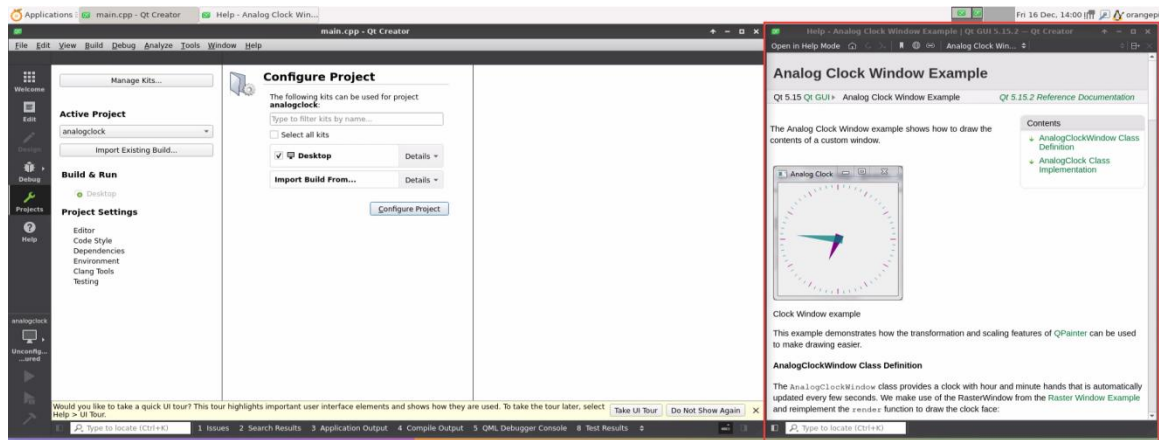 Applications
main.cpp - Qt Creator
Help - Analog Clock Win...
Fri 16 Dec, 14:00
orangepi
main.cpp - Qt Creator
File Edit View Build Debug Analyze Tools Window Help
Welcome
Edit
Design
Debug
Projects
Help
analogclock
Unconfig...
...ured
Manage Kits...
Active Project
analogclock
Import Existing Build...
Build & Run
Desktop
Project Settings
Editor
Code Style
Dependencies
Environment
Clang Tools
Testing
Configure Project
The following kits can be used for project
analogclock:
Type to filter kits by name...
Select all kits
Desktop Details
Import Build From... Details
Configure Project
Would you like to take a quick UI tour? This tour highlights important user interface elements and shows how they are used. To take the tour later, select
Help > UI Tour.
Take UI Tour
Do Not Show Again
Type to locate (Ctrl+K)
1 Issues 2 Search Results 3 Application Output 4 Compile Output 5 QML Debugger Console 8 Test Results
Help - Analog Clock Window Example | Qt GUI 5.15.2 — Qt Creator
Open in Help Mode
Analog Clock Win...
Analog Clock Window Example
Qt 5.15 Qt GUI Analog Clock Window Example Qt 5.15.2 Reference Documentation
Contents
AnalogClockWindow Class
Definition
AnalogClock Class
Implementation
The Analog Clock Window example shows how to draw the
contents of a custom window.
Analog Clock
Clock Window example
This example demonstrates how the transformation and scaling features of QPainter can be used
to make drawing easier.
AnalogClockWindow Class Definition
The AnalogClockWindow class provides a clock with hour and minute hands that is automatically
updated every few seconds. We make use of the RasterWindow from the Raster Window Example
and reimplement the render function to draw the clock face:
Type to locate (Ctrl+K)